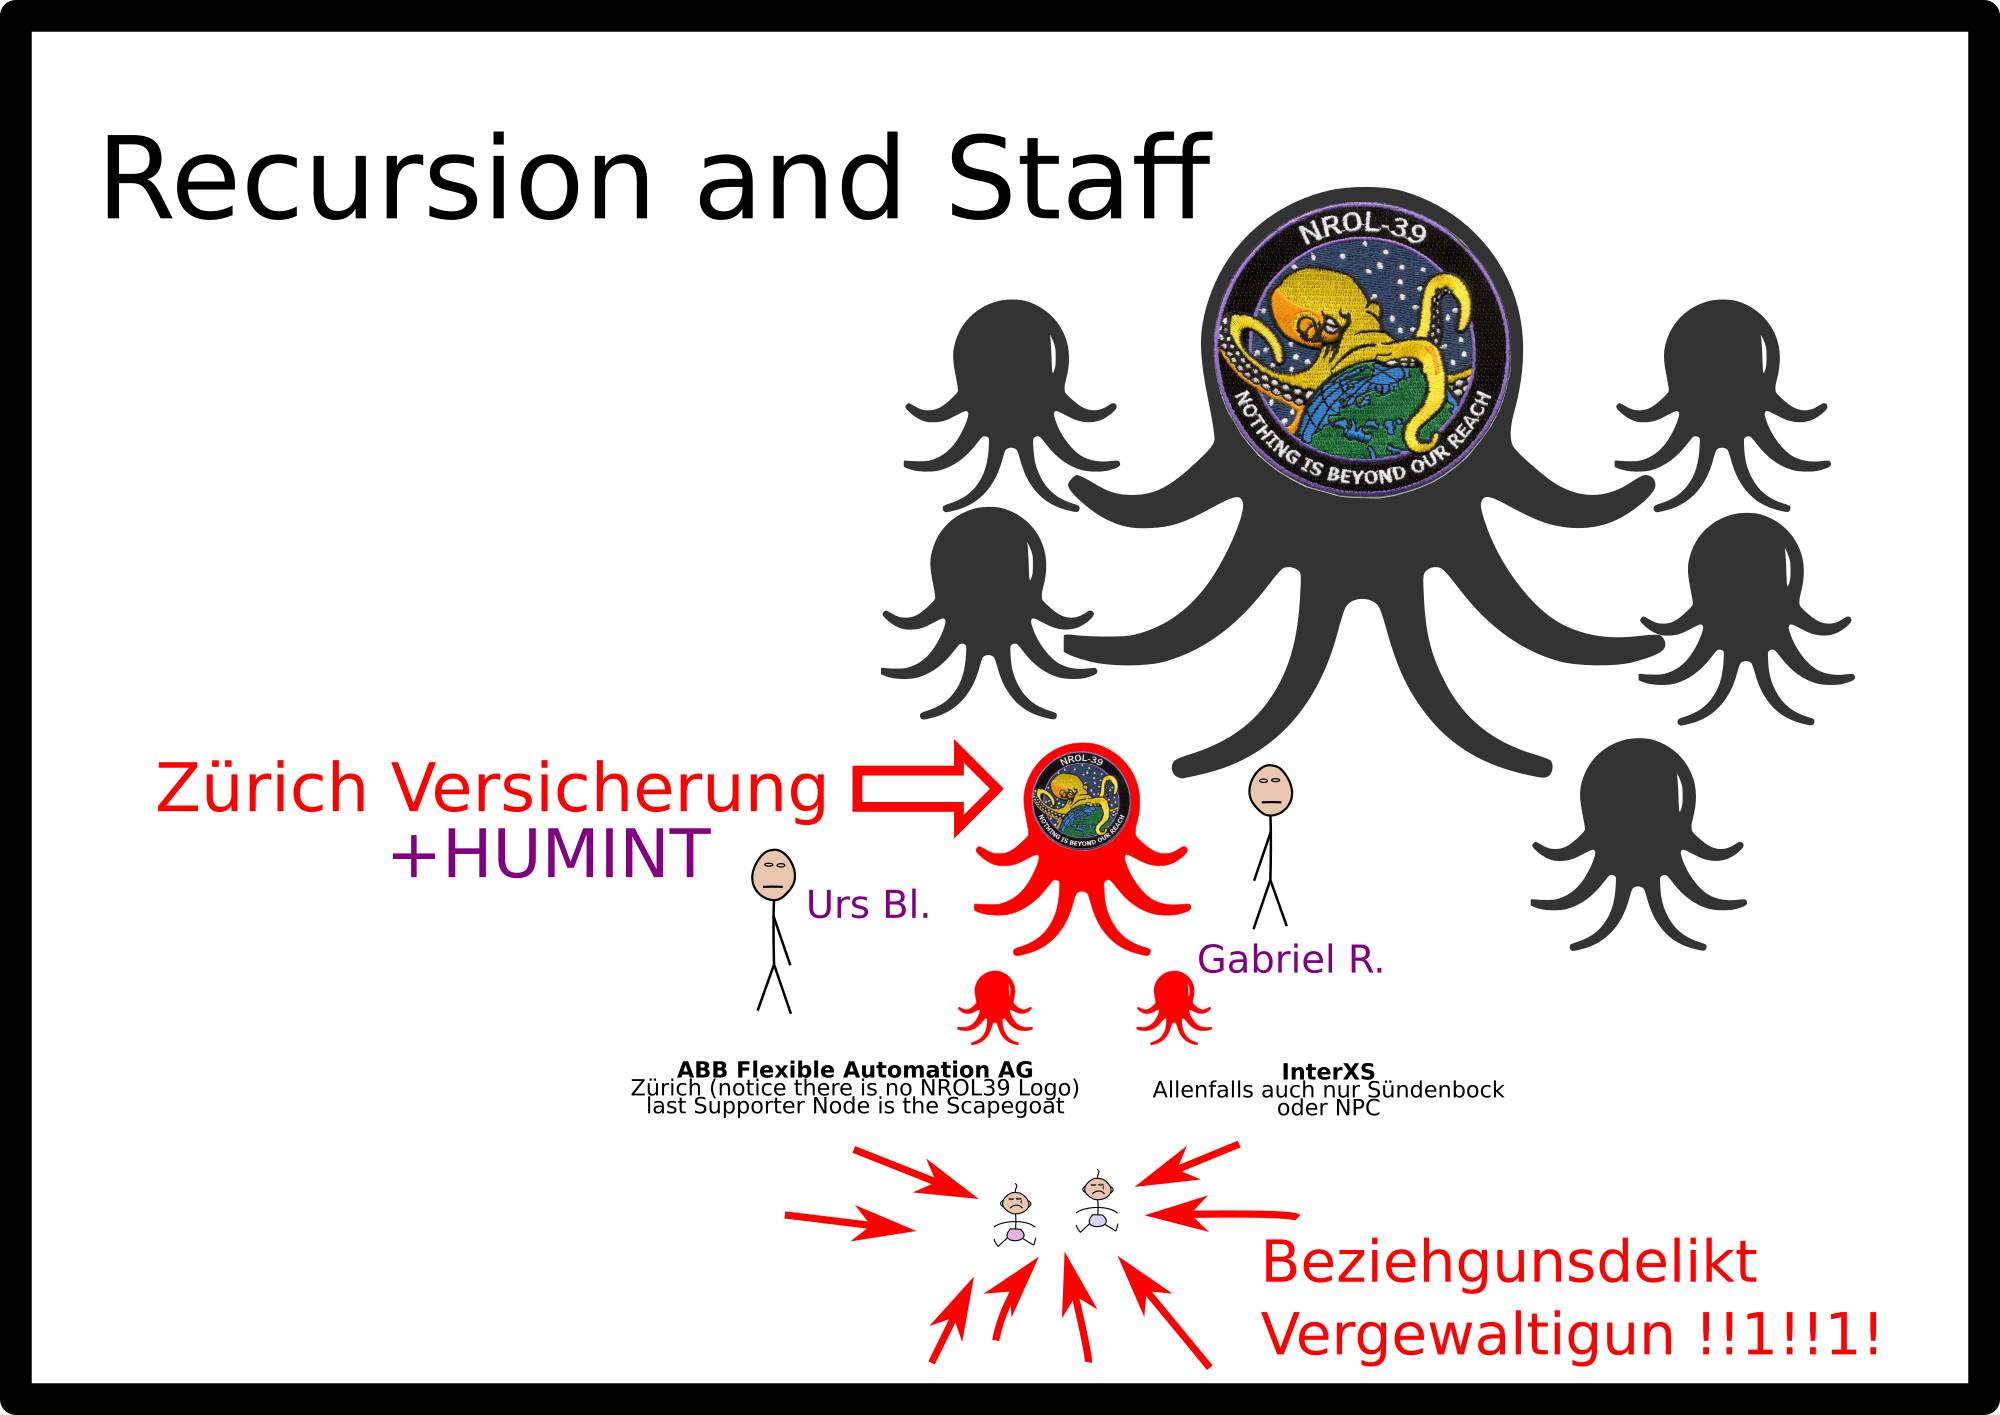 Recursion and Staff
NROL-39
NOTHING IS BEYOND OUR REACH
Zürich Versicherung
+HUMINT
NROL-39
NOTHING IS BEYOND OUR REACH
Urs Bl.
Gabriel R.
ABB Flexible Automation AG
Zürich (notice there is no NROL39 Logo)
last Supporter Node is the Scapegoat
InterXS
Allenfalls auch nur Sündenbock
oder NPC
Beziehgunsdelikt
Vergewaltigun !!1!!1!